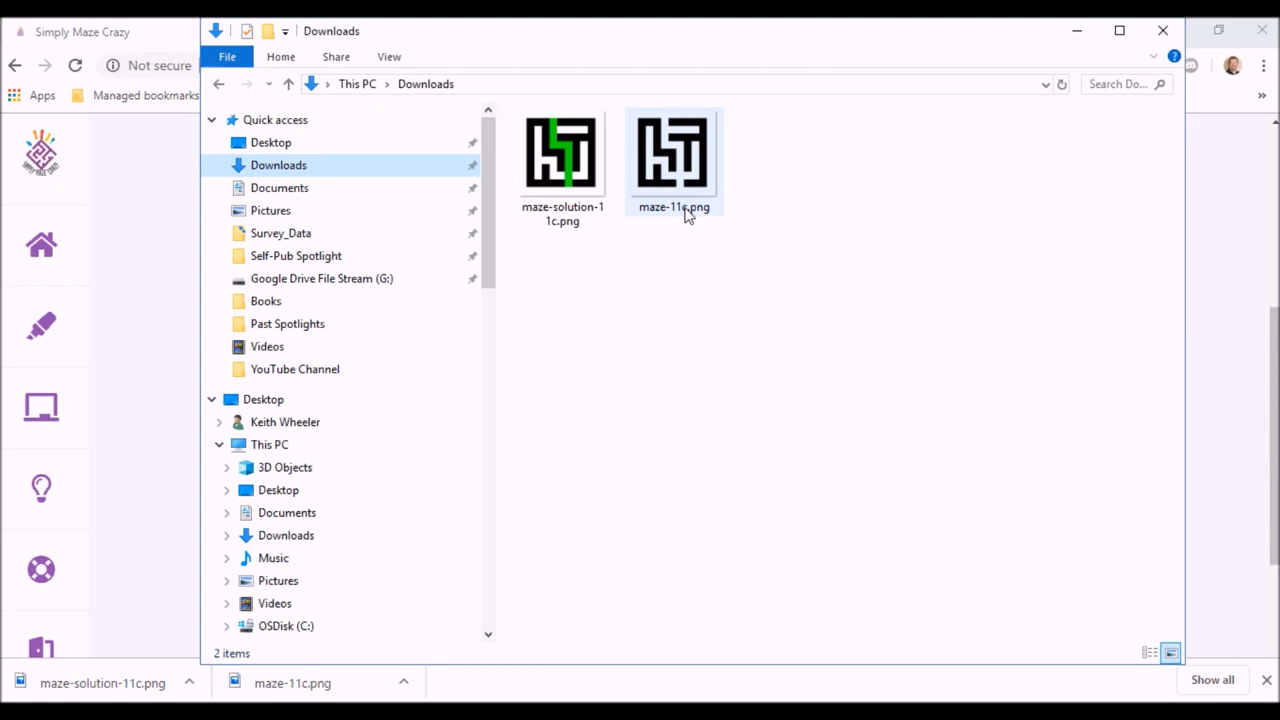 Simply Maze Crazy
Downloads
File Home Share View
Not secure
This PC Downloads
Search Do...
Apps Managed bookmarks
Quick access
Desktop
Downloads
Documents
Pictures
Survey_Data
Self-Pub Spotlight
Google Drive File Stream (G:)
Books
Past Spotlights
Videos
YouTube Channel
Desktop
Keith Wheeler
This PC
3D Objects
Desktop
Documents
Downloads
Music
Pictures
Videos
OSDisk (C:)
maze-solution-1
1c.png
maze-11c.png
2 items
SIMPLY MAZE CRAZY
maze-solution-11c.png
maze-11c.png
Show all